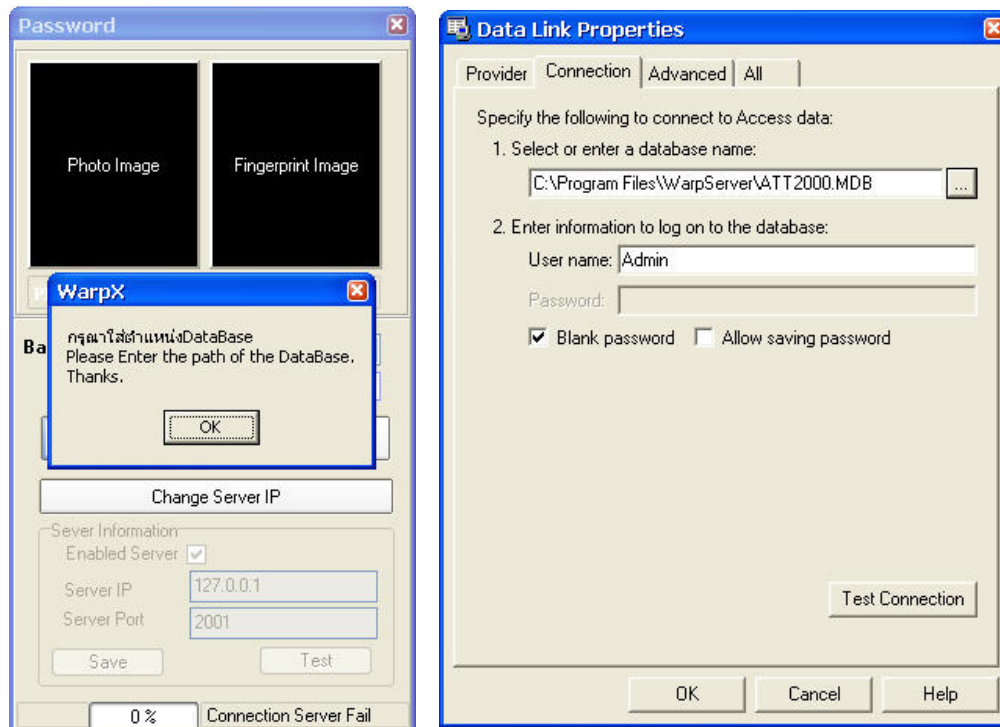 Password
Photo Image
Fingerprint Image
WarpX
กรุณาใส่ตำแหน่งDataBase
Please Enter the path of the DataBase.
Thanks.
OK
Ba
Change Server IP
Sever Information
Enabled Server
Server IP
127.0.0.1
Server Port
2001
Save
Test
0 %
Connection Server Fail
Data Link Properties
Provider
Connection
Advanced
All
Specify the following to connect to Access data:
1. Select or enter a database name:
C:\Program Files\WarpServer\ATT2000.MDB
...
2. Enter information to log on to the database:
User name:
Admin
Password:
Blank password
Allow saving password
Test Connection
OK
Cancel
Help